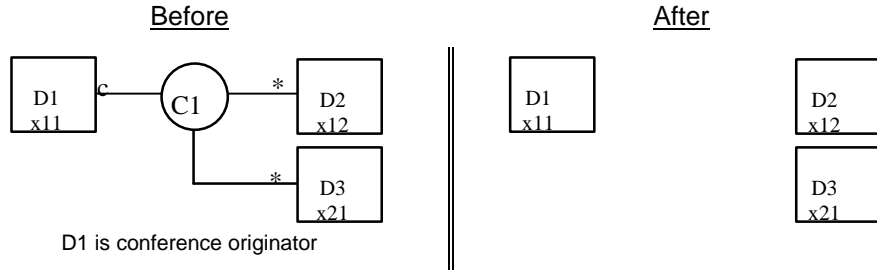 Before
After
D1
x11
c
C1
*
D2
x12
*
D3
x21
D1 is conference originator
D1
x11
D2
x12
D3
x21